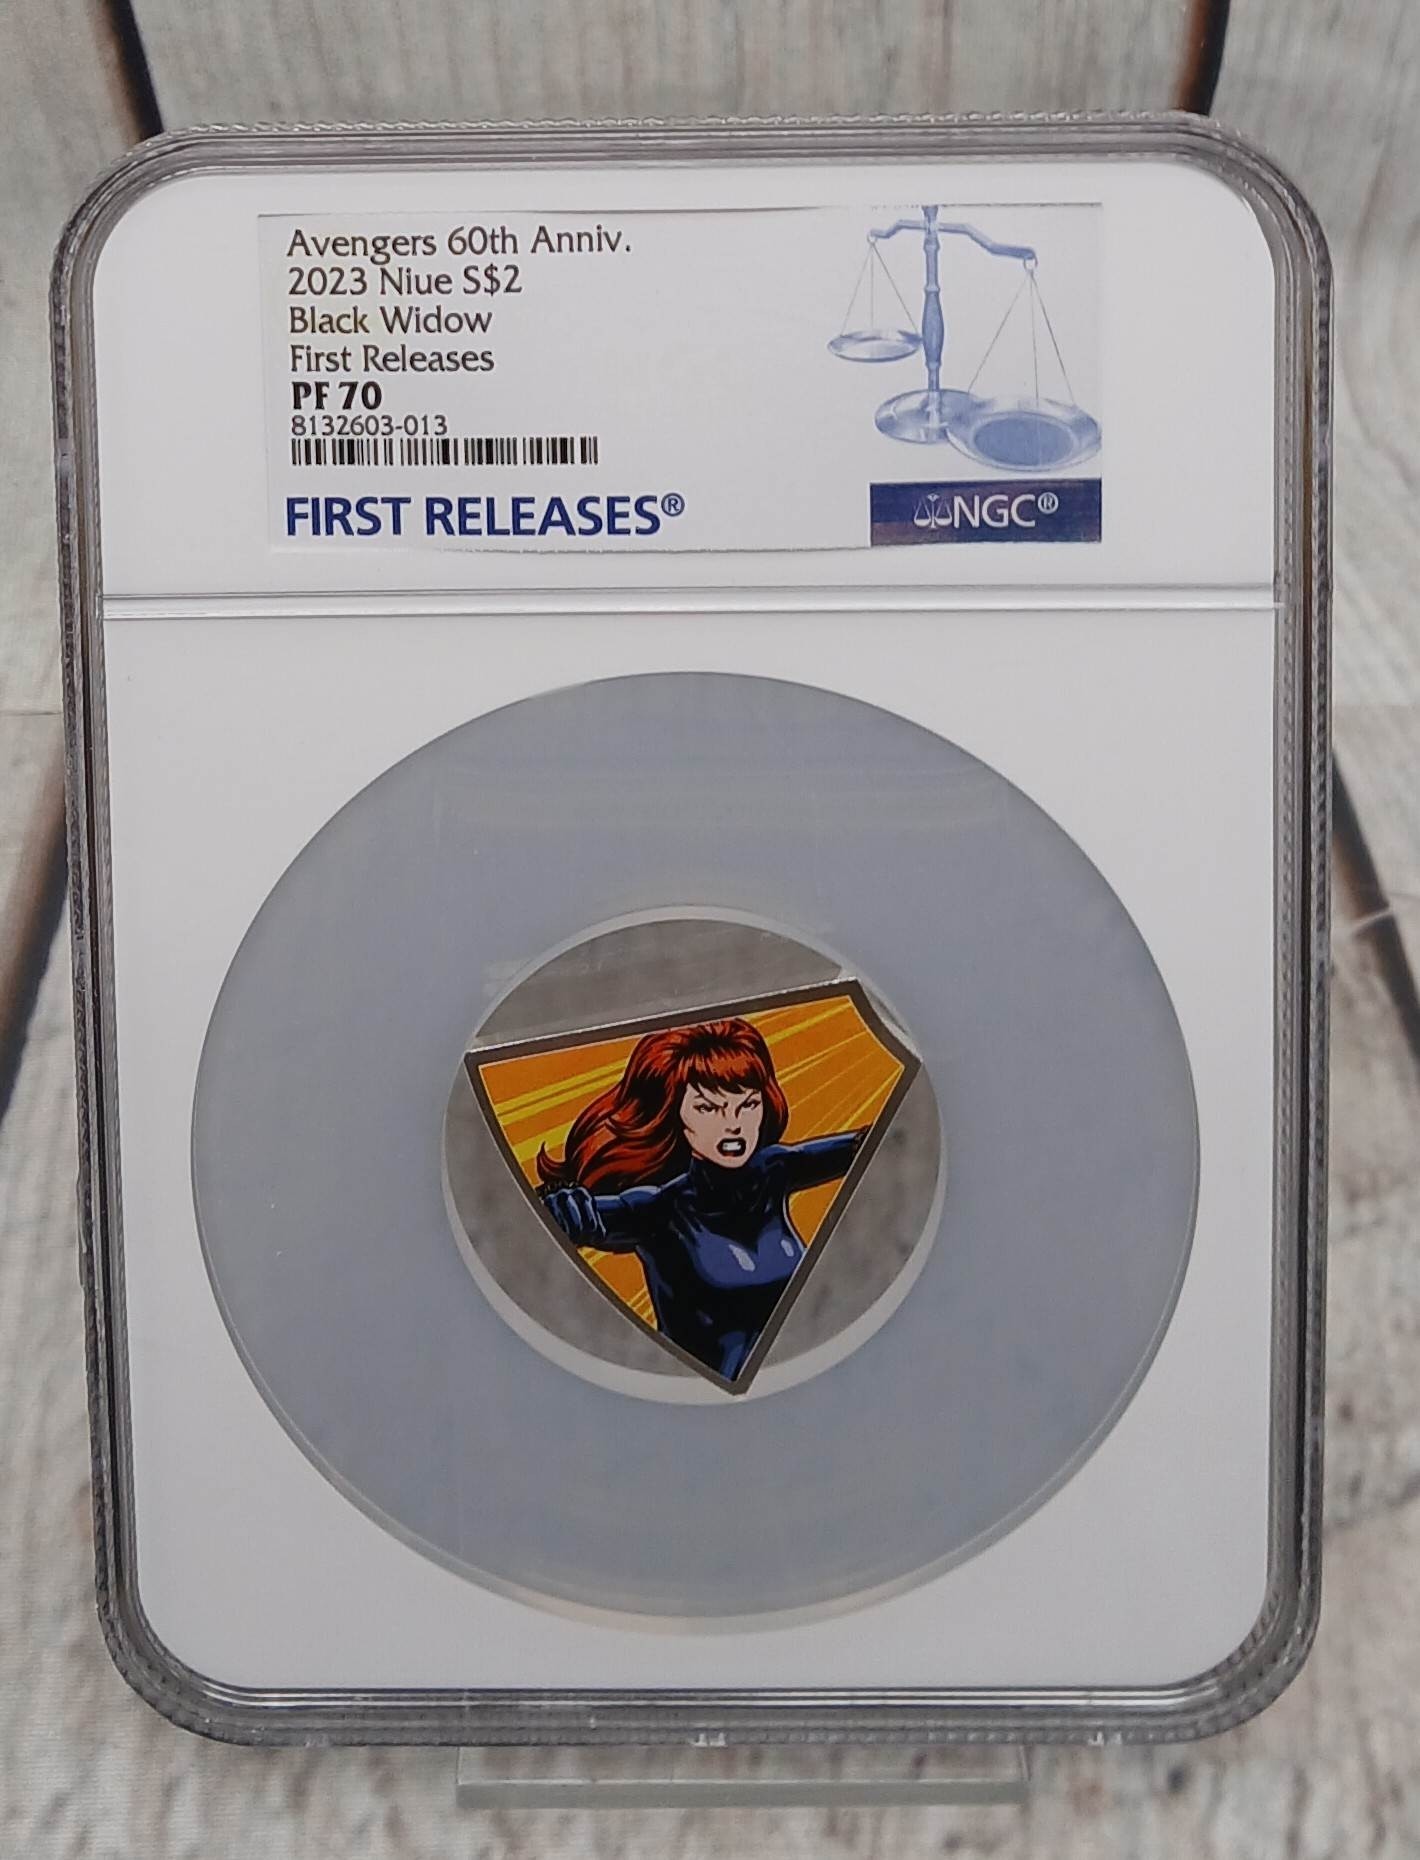 Avengers 60th Anniv.
2023 Niue S$2
Black Widow
First Releases
PF 70
8132603-013
FIRST RELEASES®
NGC®